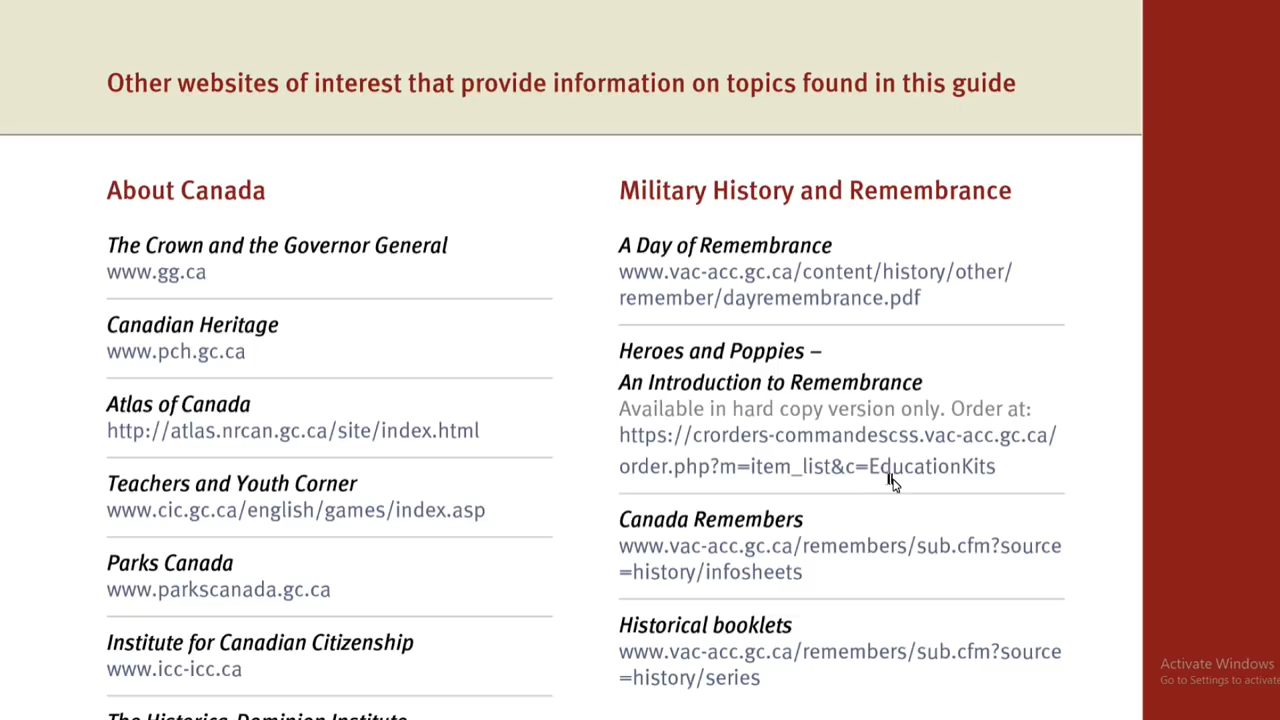 Other websites of interest that provide information on topics found in this guide
About Canada
The Crown and the Governor General
www.gg.ca
Canadian Heritage
www.pch.gc.ca
Atlas of Canada
http://atlas.nrcan.gc.ca/site/index.html
Teachers and Youth Corner
www.cic.gc.ca/english/games/index.asp
Parks Canada
www.parkscanada.gc.ca
Institute for Canadian Citizenship
www.icc-icc.ca
The Historica-Dominion Institute
Military History and Remembrance
A Day of Remembrance
www.vac-acc.gc.ca/content/history/other/
remember/dayremembrance.pdf
Heroes and Poppies –
An Introduction to Remembrance
Available in hard copy version only. Order at:
https://crorders-commandescss.vac-acc.gc.ca/
order.php?m=item_list&c=EducationKits
Canada Remembers
www.vac-acc.gc.ca/remembers/sub.cfm?source
=history/infosheets
Historical booklets
www.vac-acc.gc.ca/remembers/sub.cfm?source
=history/series
Activate Windows
Go to Settings to activate